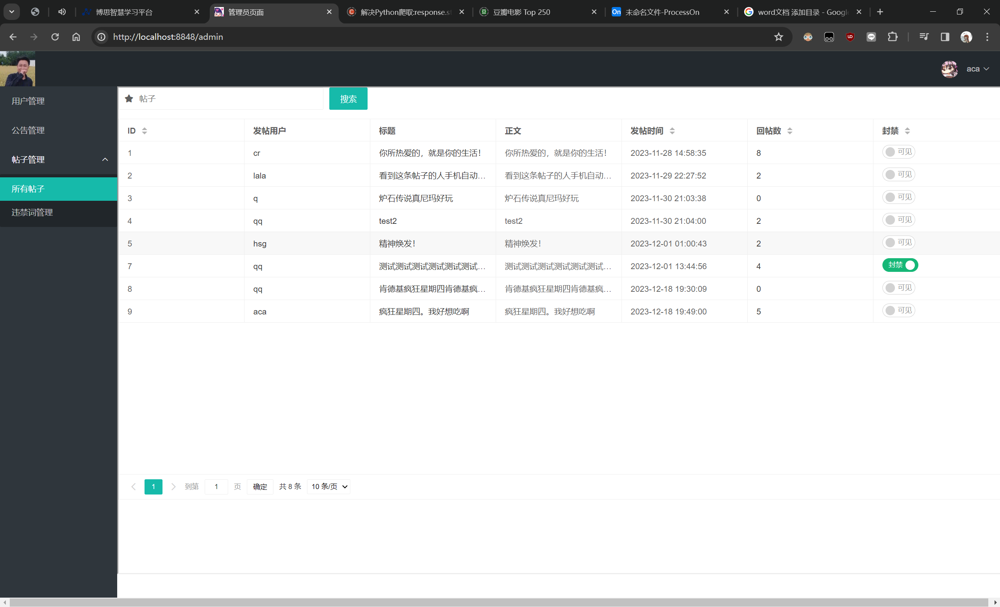 博思智慧学习平台
管理员页面
解决Python爬取:response.st
豆瓣电影 Top 250
On 未命名文件-ProcessOn
word文档 添加目录 - Googl
http://localhost:8848/admin
aca
用户管理
公告管理
帖子管理
所有帖子
违禁词管理
帖子 搜索
ID 发帖用户 标题 正文 发帖时间 回帖数 封禁
1 cr 你所热爱的，就是你的生活！ 你所热爱的，就是你的生活！ 2023-11-28 14:58:35 8 可见
2 lala 看到这条帖子的人手机自动... 看到这条帖子的人手机自动... 2023-11-29 22:27:52 2 可见
3 q 炉石传说真尼玛好玩 炉石传说真尼玛好玩 2023-11-30 21:03:38 0 可见
4 qq test2 test2 2023-11-30 21:04:00 2 可见
5 hsg 精神焕发！ 精神焕发！ 2023-12-01 01:00:43 2 可见
7 qq 测试测试测试测试测试测试... 测试测试测试测试测试测试... 2023-12-01 13:44:56 4 封禁
8 qq 肯德基疯狂星期四肯德基疯... 肯德基疯狂星期四肯德基疯... 2023-12-18 19:30:09 0 可见
9 aca 疯狂星期四。我好想吃啊 疯狂星期四。我好想吃啊 2023-12-18 19:49:00 5 可见
1 到第 1 页 确定 共 8 条 10 条/页